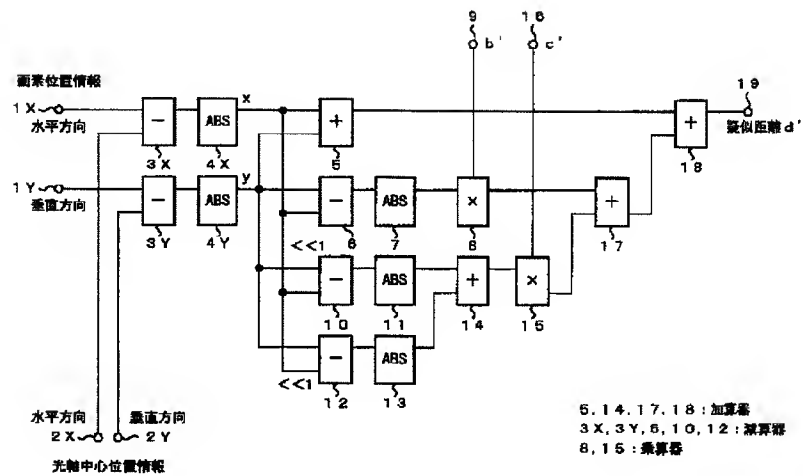 9
16
b'
c'
画素位置情報
19
1X
水平方向
−
ABS
x
+
+
疑似距離d'
3X
4X
5
18
1Y
垂直方向
−
ABS
y
−
ABS
×
+
3Y
4Y
<<1
6
7
8
17
−
ABS
+
×
10
11
14
15
−
ABS
<<1
12
13
水平方向
垂直方向
2X
2Y
光軸中心位置情報
5,14,17,18:加算器
3X,3Y,6,10,12:減算器
8,15:乗算器